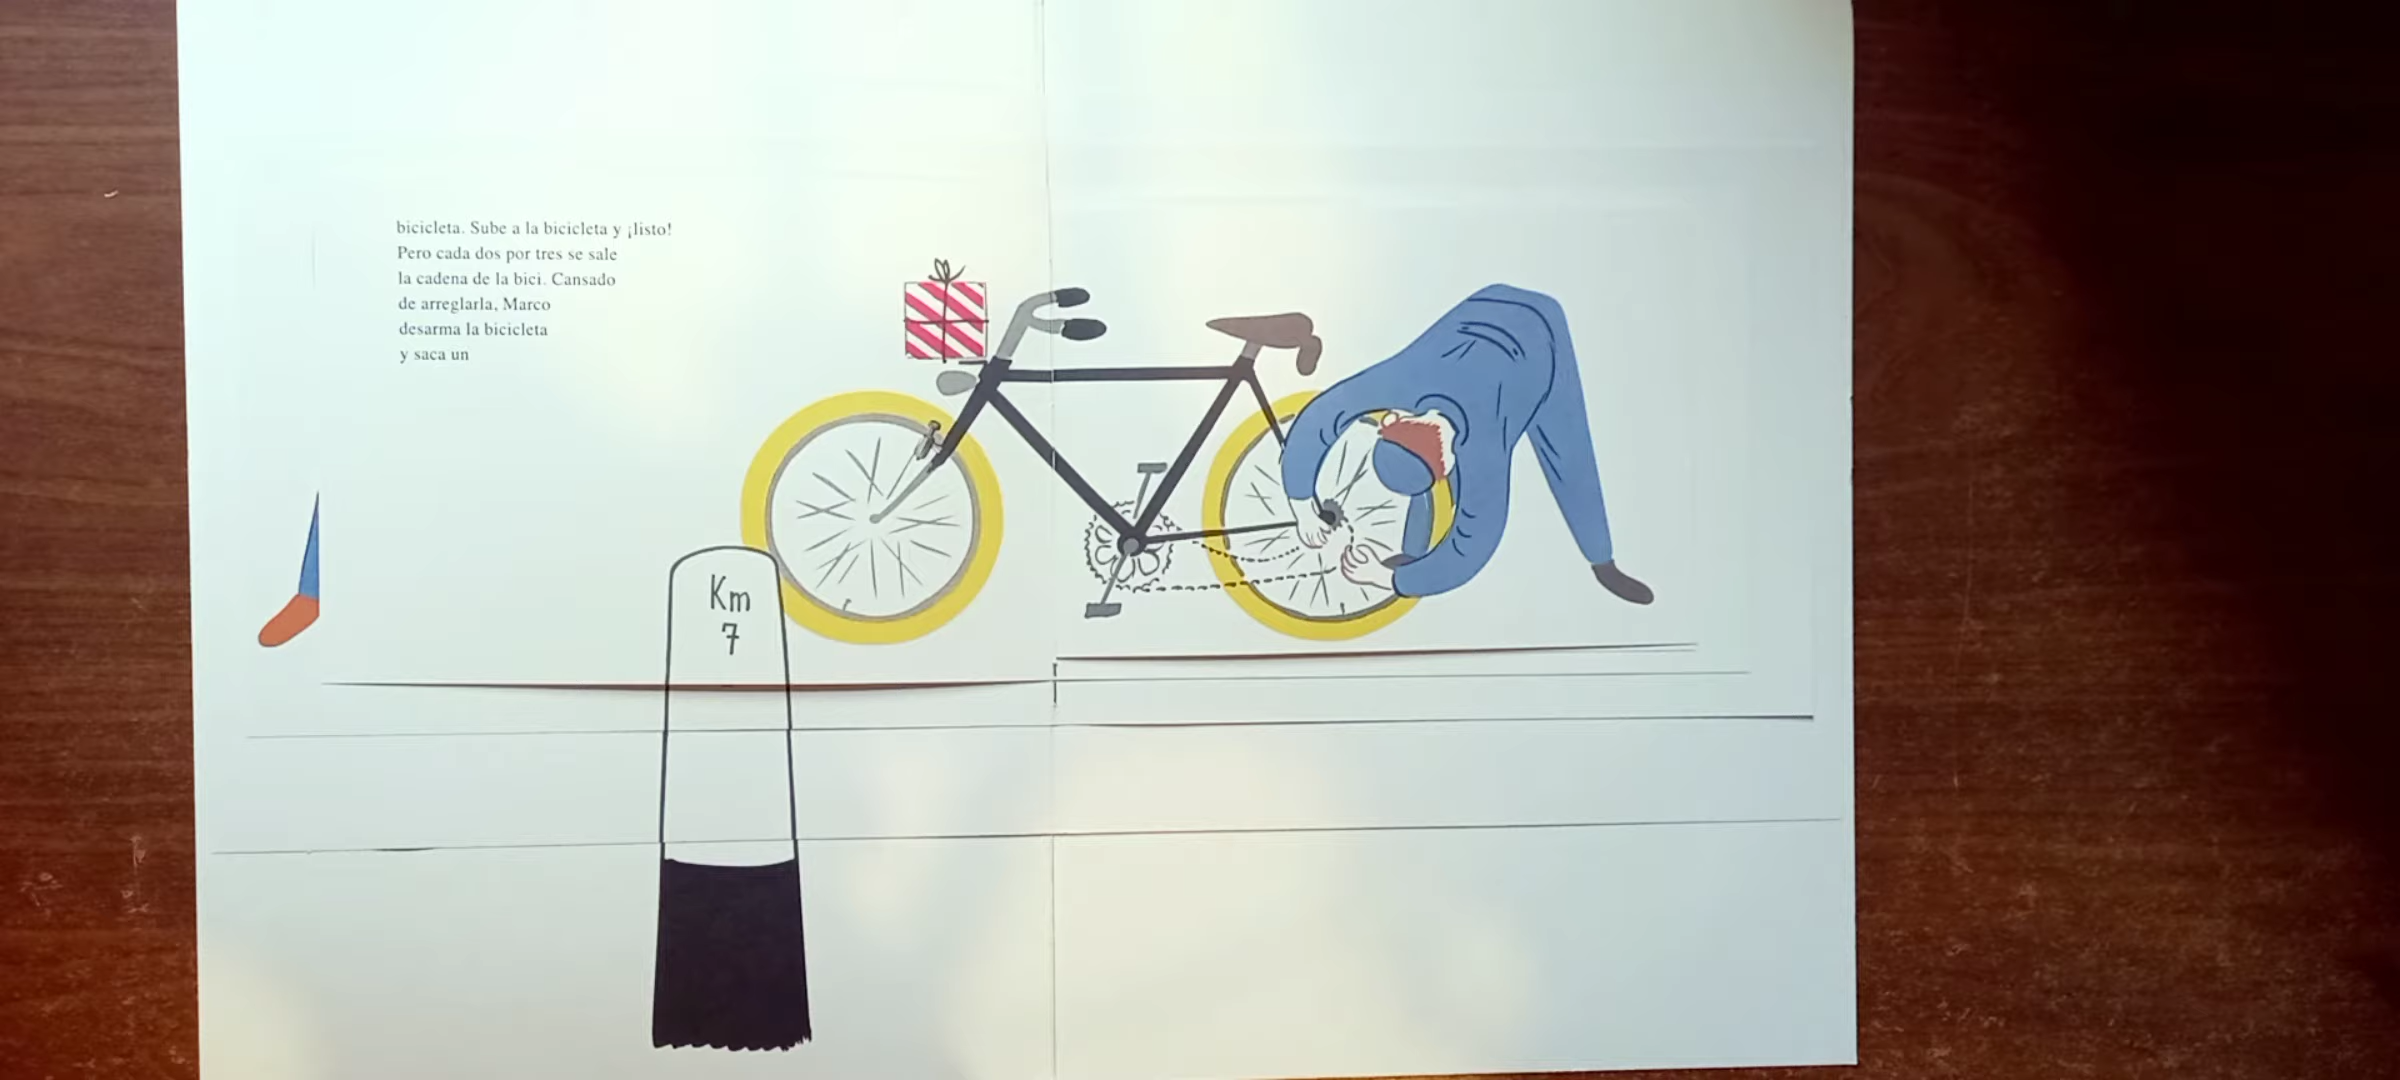 bicicleta. Sube a la bicicleta y ¡listo!
Pero cada dos por tres se sale
la cadena de la bici. Cansado
de arreglarla, Marco
desarma la bicicleta
y saca un
Km
7